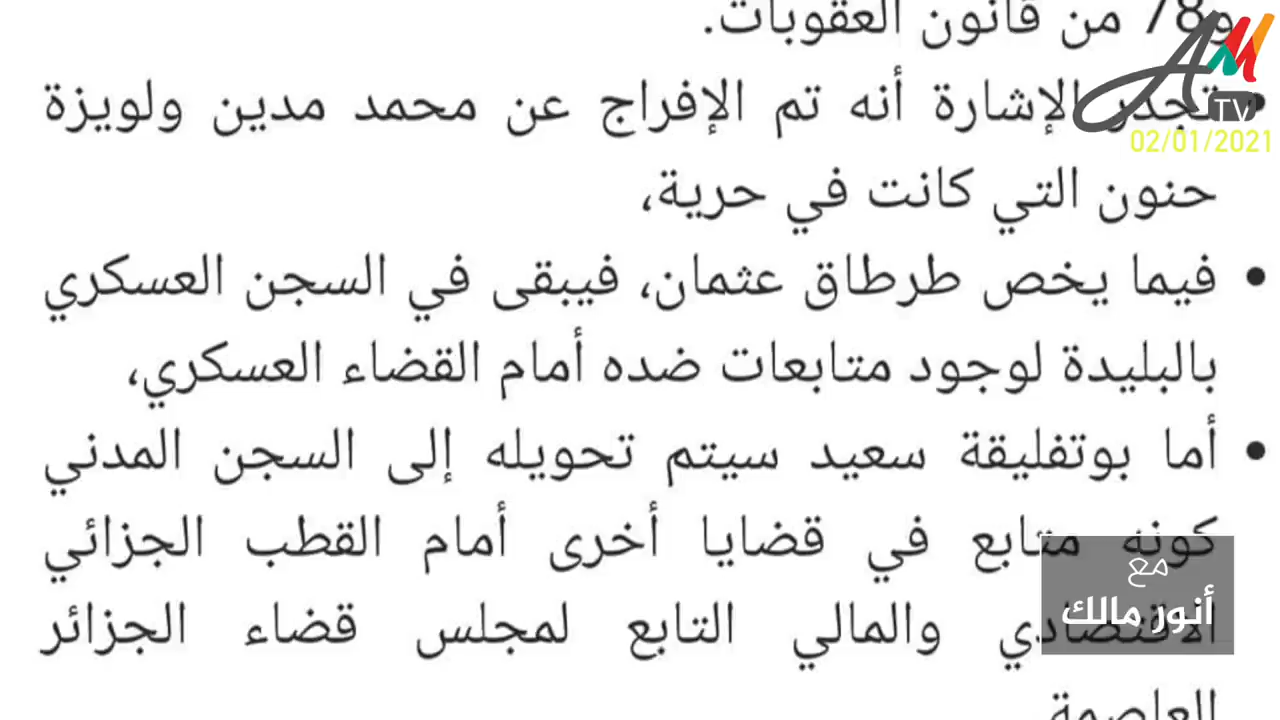 و78 من قانون العقوبات.
• تجدر الإشارة أنه تم الإفراج عن محمد مدين ولويزة
حنون التي كانت في حرية،
• فيما يخص طرطاق عثمان، فيبقى في السجن العسكري
بالبليدة لوجود متابعات ضده أمام القضاء العسكري،
• أما بوتفليقة سعيد سيتم تحويله إلى السجن المدني
كونه متابع في قضايا أخرى أمام القطب الجزائي
الاقتصادي والمالي التابع لمجلس قضاء الجزائر
العاصمة
AM
TV
02/01/2021
مع
أنور مالك